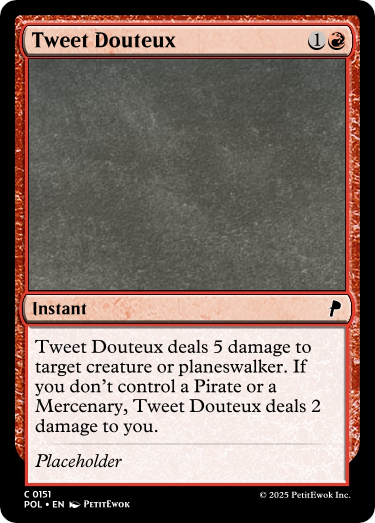 Tweet Douteux 1
Instant
Tweet Douteux deals 5 damage to
target creature or planeswalker. If
you don't control a Pirate or a
Mercenary, Tweet Douteux deals 2
damage to you.
Placeholder
C 0151
POL • EN PetitEwok
© 2025 PetitEwok Inc.